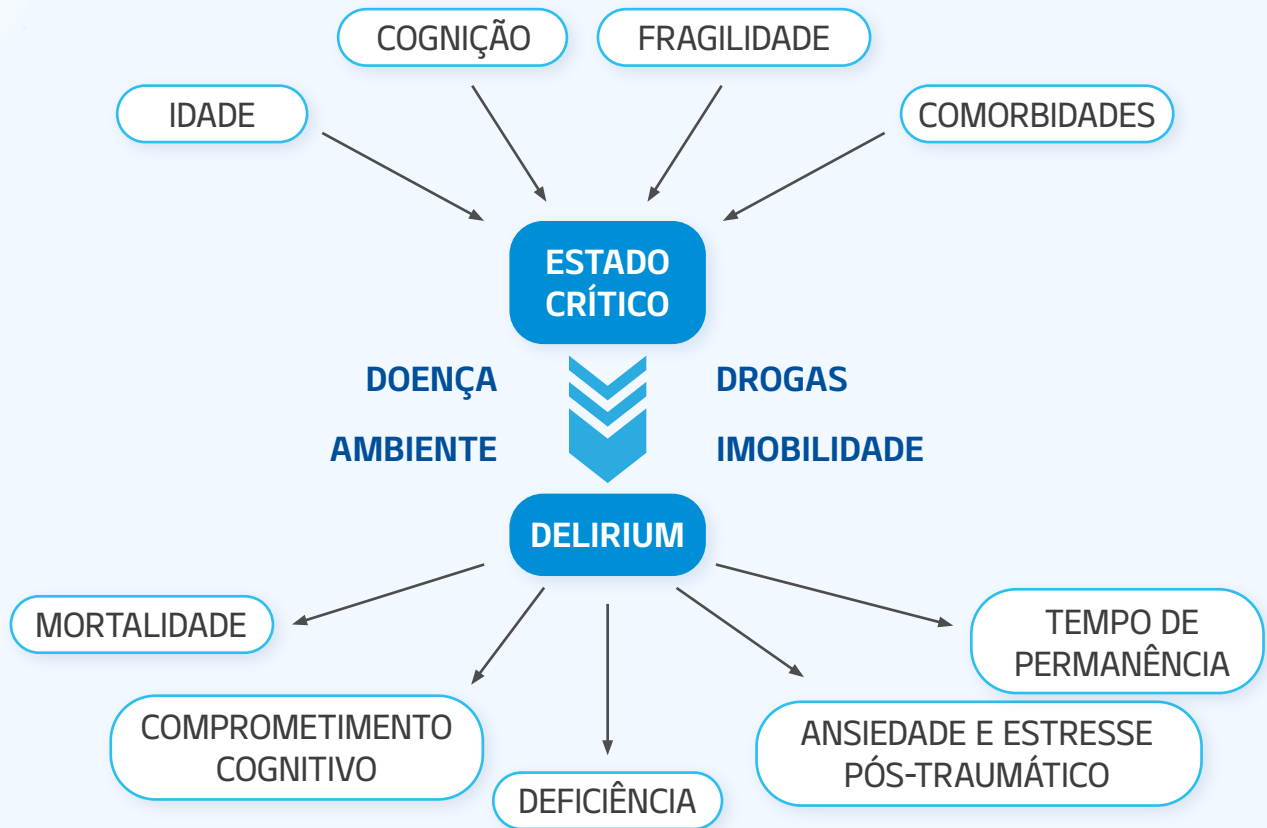 COGNIÇÃO
FRAGILIDADE
IDADE
COMORBIDADES
ESTADO
CRÍTICO
DOENÇA
DROGAS
AMBIENTE
IMOBILIDADE
DELIRIUM
MORTALIDADE
TEMPO DE
PERMANÊNCIA
COMPROMETIMENTO
COGNITIVO
ANSIEDADE E ESTRESSE
PÓS-TRAUMÁTICO
DEFICIÊNCIA